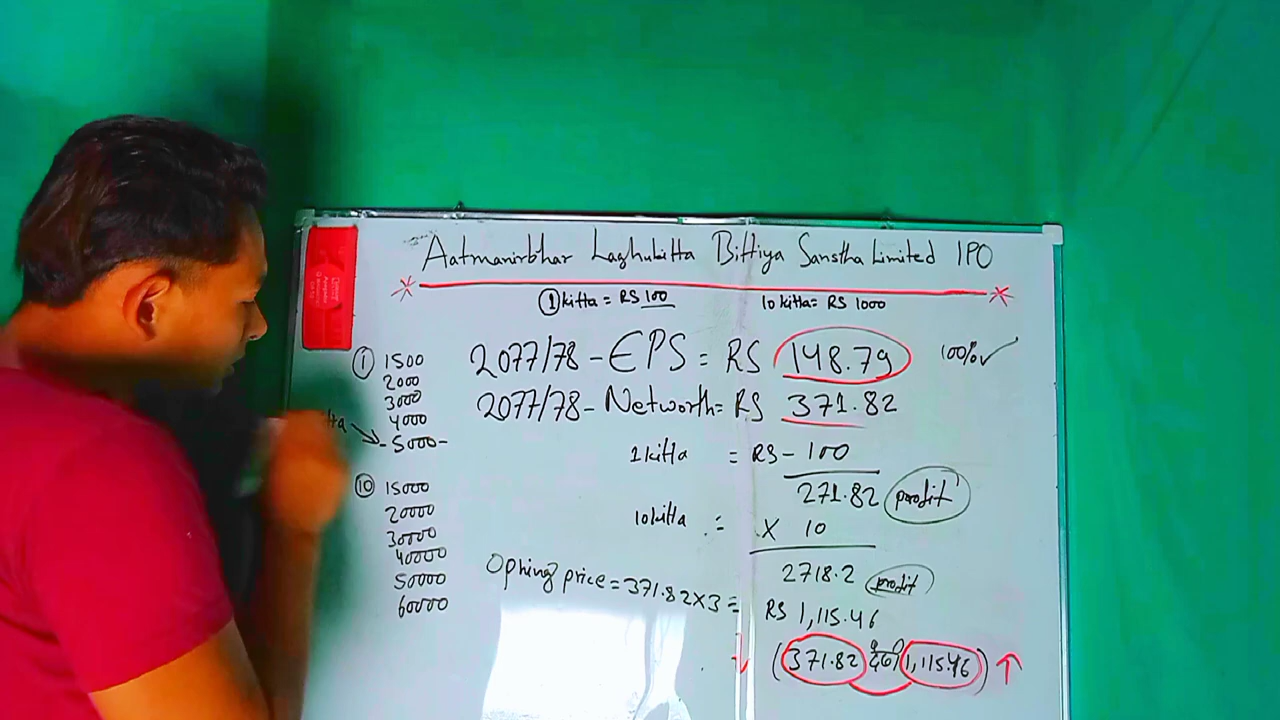 Aatmanirbhar Laghubitta Bittiya Sanstha Limited IPO
1 kitta = RS 100 10 kitta = RS 1000
2077/78 - EPS = RS 148.79 100%✓
2077/78 - Networth = RS 371.82
1 kitta = RS - 100
271.82 profit
10 kitta = X 10
2718.2 profit
Ophing price = 371.82 X 3 = RS 1,115.46
↓ (371.82 1,115.46) ↑
① 1500
2000
3000
4000
-5000-
⑩ 15000
20000
30000
40000
50000
60000